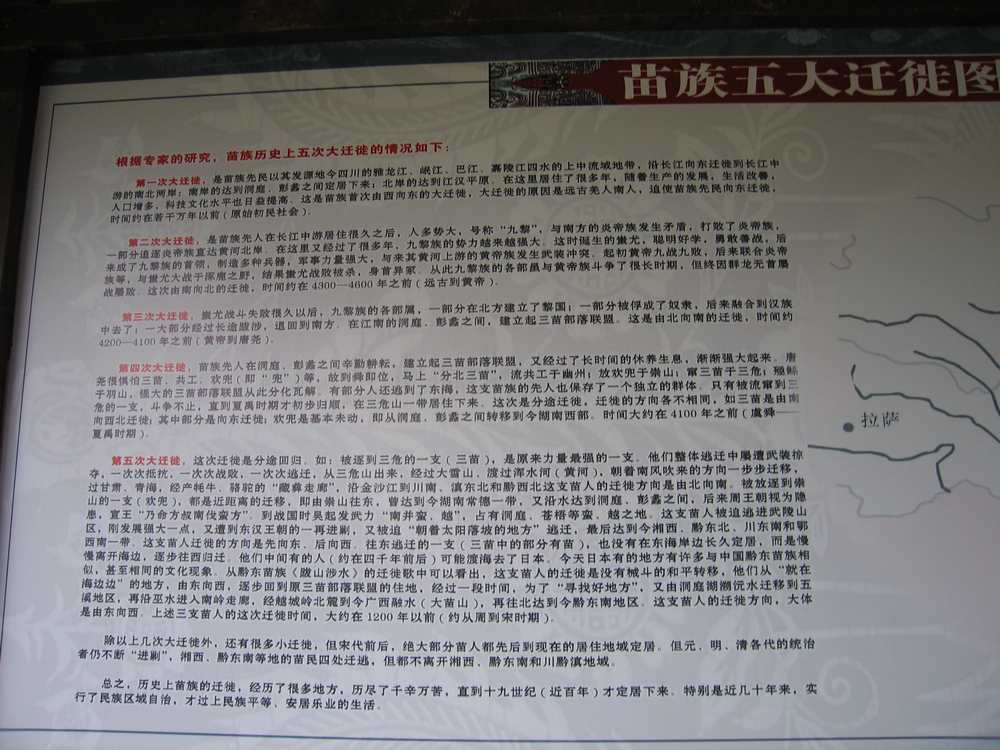 苗族五大迁徙图
根据专家的研究，苗族历史上五次大迁徙的情况如下：
第一次大迁徙，是苗族先民以其发源地今四川的雅龙江、岷江、巴江、嘉陵江四水的上中流域地带，沿长江向东迁徙到长江中
游的南北两岸；南岸的达到洞庭、彭蠡之间定居下来；北岸的达到江汉平原。在这里居住了很多年，随着生产的发展，生活改善，
人口增多，科技文化水平也日益提高。这是苗族首次由西向东的大迁徙，大迁徙的原因是远古羌人南人，迫使苗族先民向东迁徙，
时间约在若干万年以前（原始初民社会）。
第二次大迁徙，是苗族先人在长江中游居住很久之后，人多势大，号称“九黎”，与南方的炎帝族发生矛盾，打散了炎帝族，
一部分追逐炎帝族直达黄河北岸。在这里又经过了很多年，九黎族的势力越来越强大。这时诞生的蚩尤，聪明好学，勇敢善战，后
来成了九黎族的首领，制造多种兵器，军事力量强大，与来其黄河上游的黄帝族发生武装冲突。起初黄帝九战九败，后来联合炎帝
族等，与蚩尤大战于涿鹿之野，结果蚩尤战败被杀，身首异冢。从此九黎族的各部里与黄帝族斗争了很长时期，但终因群龙无首屡
战屡败。这次由南向北的迁徙，时间约在4300—4600年之前（远古到黄帝）。
第三次大迁徙，蚩尤战斗失败很久以后，九黎族的各部属，一部分在北方建立了黎国；一部分被俘成了奴隶，后来融合到汉族
中去了；一大部分经过长途跋涉，退回到南方。在江南的洞庭、彭蠡之间，建立起三苗部落联盟。这是由北向南的迁徙，时间约
4200—4100年之前（黄帝到唐尧）。
第四次大迁徙，苗族先人在洞庭、彭蠡之间辛勤耕耘，建立起三苗部落联盟，又经过了长时间的休养生息，渐渐强大起来。唐
尧很惧怕三苗、共工、欢兜（即“兜”）等，故到舜即位，马上“分北三苗”，流共工于幽州；放欢兜于崇山；窜三苗于三危；殛鲧
于羽山，强大的三苗部落联盟从此分化瓦解。有部分人还逃到了东海，这支苗族的先人也保存了一个独立的群体。只有被流窜到三
危的一支，斗争不止，直到夏禹时期才初步归顺，在三危山一带居住下来。这次是分途迁徙，迁徙的方向各不相同，如三苗是由南
向西北迁徙；其中部分是向东迁徙；欢兜是基本未动，即从洞庭、彭蠡之间转移到今湖南西部。时间大约在4100年之前（虞舜——
夏禹时期）。
第五次大迁徙，这次迁徙是分途回归。如：被逐到三危的一支（三苗），是原来力量最强的一支。他们整体逃迁中屡遭武装掠
夺，一次次抵抗，一次次战败，一次次逃迁，从三危山出来，经过大雪山、渡过浑水河（黄河），朝着南风吹来的方向一步步迁移，
过甘肃、青海，经产牦牛、骆驼的“藏彝走廊”，沿金沙江到川南、滇东北和黔西北这支苗人的迁徙方向是由北向南。被放逐到崇
山的一支（欢兜），都是近距离的迁移，即由崇山往东，曾达到今湖南常德一带，又沿水达到洞庭、彭蠡之间，后来周王朝视为隐
患，宣王“乃命方叔南伐蛮方”。到战国时吴起发武力“南并蛮、越”，占有洞庭、苍梧等蛮、越之地。这支苗人被迫逃进武陵山
区，刚发展强大一点，又遭到东汉王朝的一再进剿，又被迫“朝着太阳落坡的地方”逃迁，最后达到今湘西、黔东北、川东南和鄂
西南一带。这支苗人迁徙的方向是先向东、后向西。往东逃迁的一支（三苗中的部分有苗），也没有在东海岸边长久定居，而是慢
慢离开海边，逐步往西归迁。他们中间有的人（约在四千年前后）可能渡海去了日本。今天日本有的地方有许多与中国黔东苗族相
似，甚至相同的文化现象。从黔东苗族《跋山涉水》的迁徙歌中可以看出，这支苗人的迁徙是没有械斗的和平转移，他们从“就在
海边边”的地方，由东向西，逐步回到原三苗部落联盟的住地，经过一段时间，为了“寻找好地方”，又由洞庭湖溯沅水迁移到五
溪地区，再沿巫水进入南岭走廊，经越城岭北麓到今广西融水（大苗山），再往北达到今黔东南地区。这支苗人的迁徙方向，大体
是由东向西。上述三支苗人的这次迁徙时间，大约在1200年以前（约从周到宋时期）。
除以上几次大迁徙外，还有很多小迁徙，但宋代前后，绝大部分苗人都先后到现在的居住地域定居。但元、明、清各代的统治
者仍不断“进剿”，湘西、黔东南等地的苗民四处迁逃，但都不离开湘西、黔东南和川黔滇地域。
总之，历史上苗族的迁徙，经历了很多地方，历尽了千辛万苦，直到十九世纪（近百年）才定居下来。特别是近几十年来，实
行了民族区域自治，才过上民族平等、安居乐业的生活。
拉萨